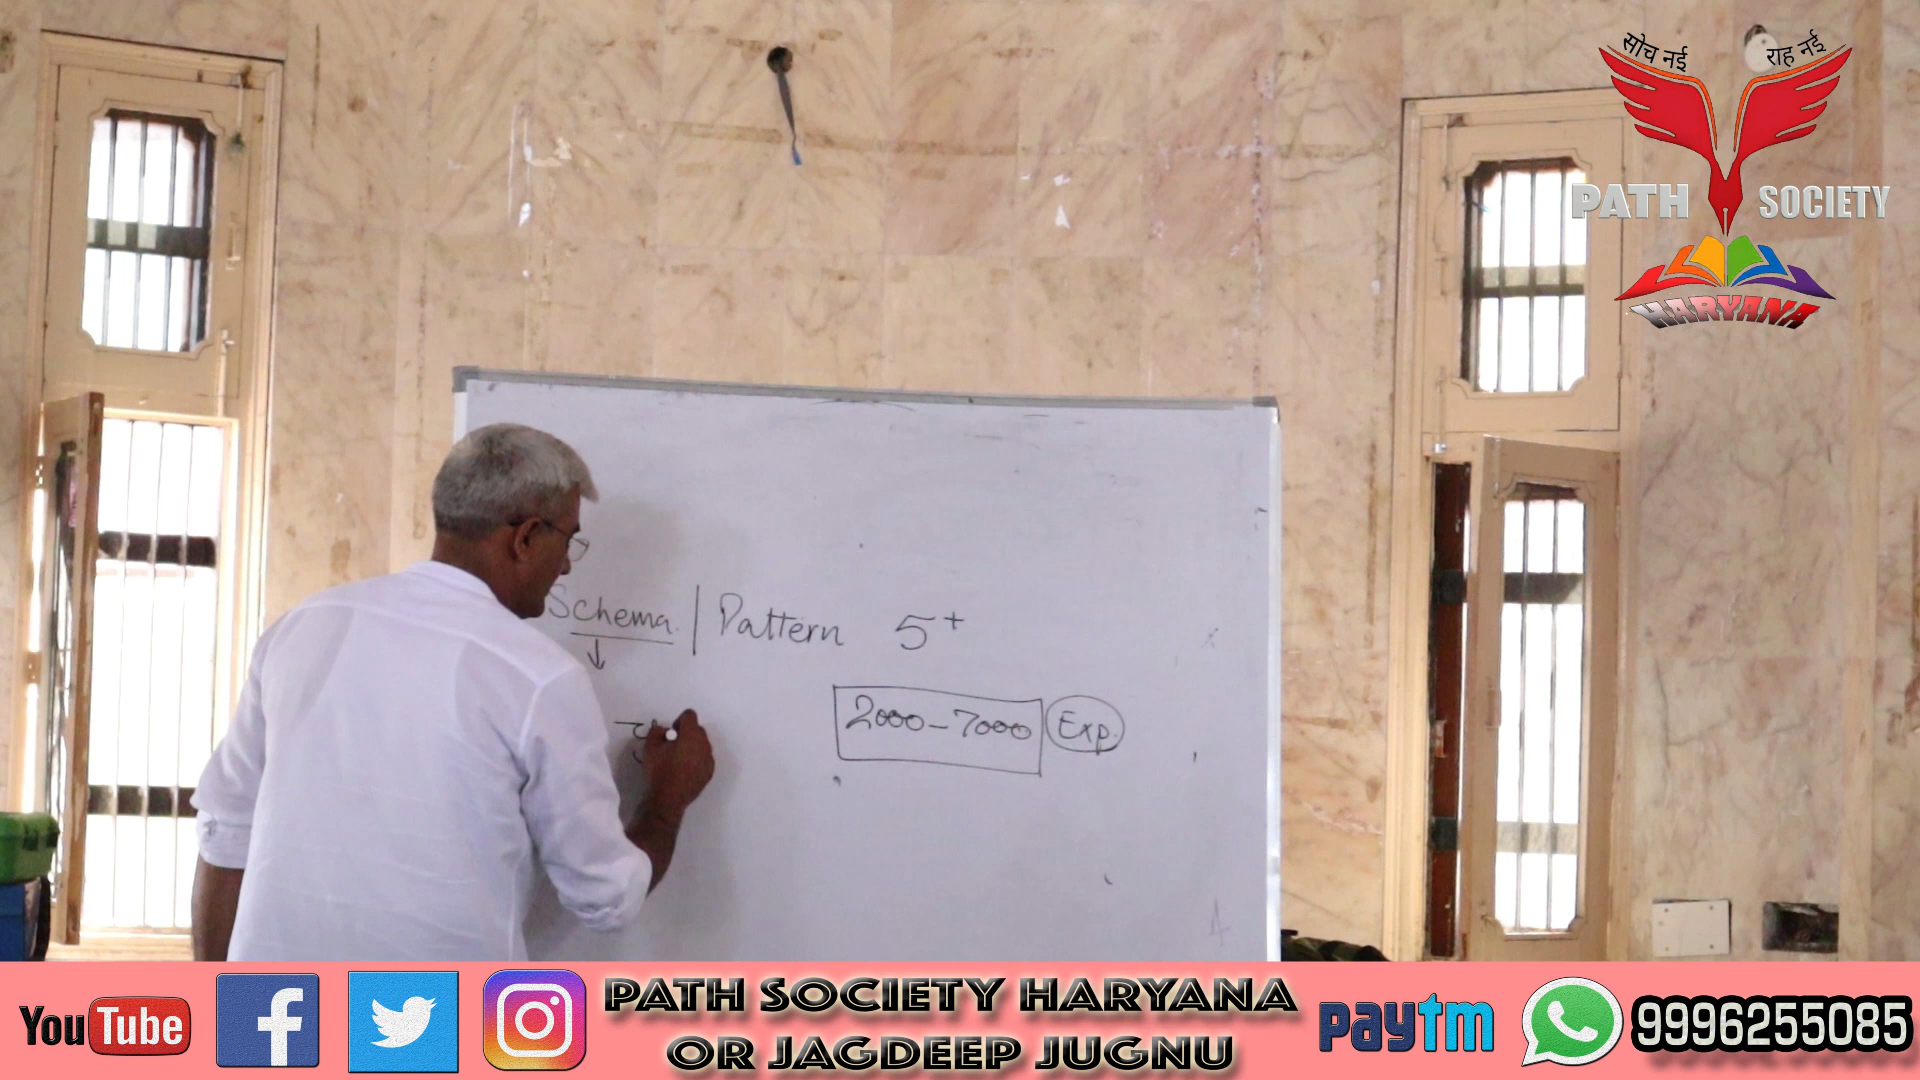 सोच नई राह नई
PATH SOCIETY
HARYANA
Schema | Pattern 5+
2000-7000 Exp.
YouTube
PATH SOCIETY HARYANA
OR JAGDEEP JUGNU
paytm
9996255085